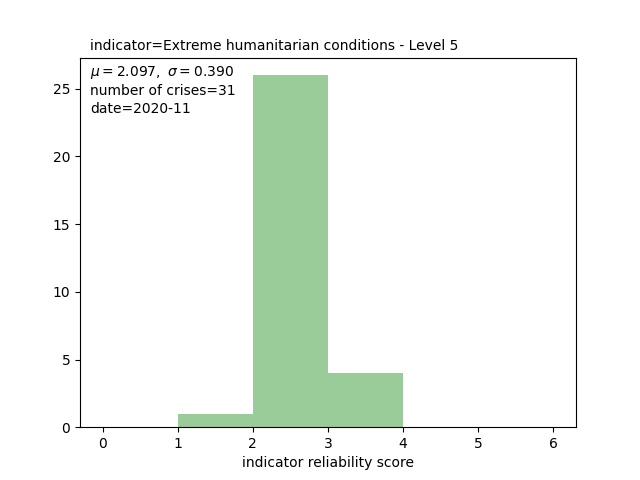 indicator=Extreme humanitarian conditions - Level 5
μ = 2.097, σ = 0.390
number of crises=31
date=2020-11
25
20
15
10
5
0
0 1 2 3 4 5 6
indicator reliability score